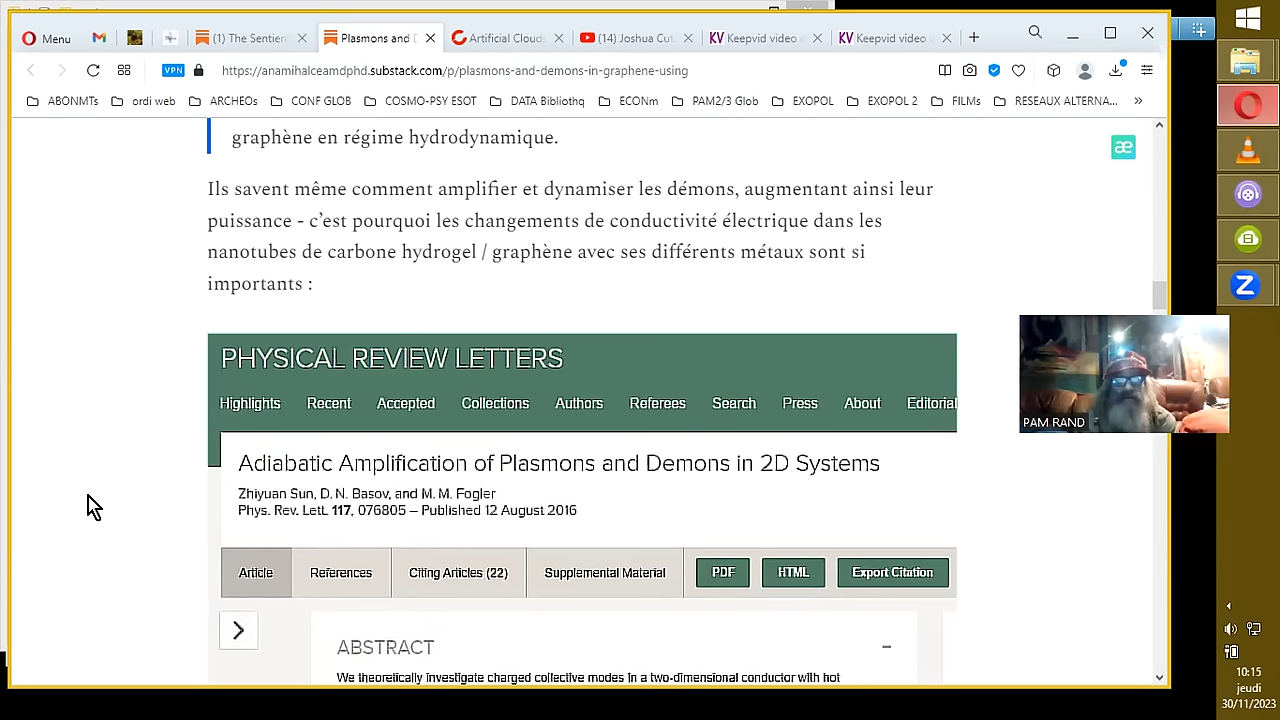 Menu
(1) The Sentien
Plasmons and D
Artificial Cloud
(14) Joshua Cut
KV Keepvid video
KV Keepvid video
VPN
https://anamihalceamdphd.substack.com/p/plasmons-and-demons-in-graphene-using
ABONMTs
ordi web
ARCHEOs
CONF GLOB
COSMO-PSY ESOT
DATA Bibliothq
ECONm
PAM2/3 Glob
EXOPOL
EXOPOL 2
FILMs
RESEAUX ALTERNA...
»
graphène en régime hydrodynamique.
æ
Ils savent même comment amplifier et dynamiser les démons, augmentant ainsi leur
puissance - c’est pourquoi les changements de conductivité électrique dans les
nanotubes de carbone hydrogel / graphène avec ses différents métaux sont si
importants :
PHYSICAL REVIEW LETTERS
Highlights
Recent
Accepted
Collections
Authors
Referees
Search
Press
About
Editorial
Adiabatic Amplification of Plasmons and Demons in 2D Systems
Zhiyuan Sun, D. N. Basov, and M. M. Fogler
Phys. Rev. Lett. 117, 076805 – Published 12 August 2016
Article
References
Citing Articles (22)
Supplemental Material
PDF
HTML
Export Citation
ABSTRACT
We theoretically investigate charged collective modes in a two-dimensional conductor with hot
PAM RAND
Z
10:15
jeudi
30/11/2023